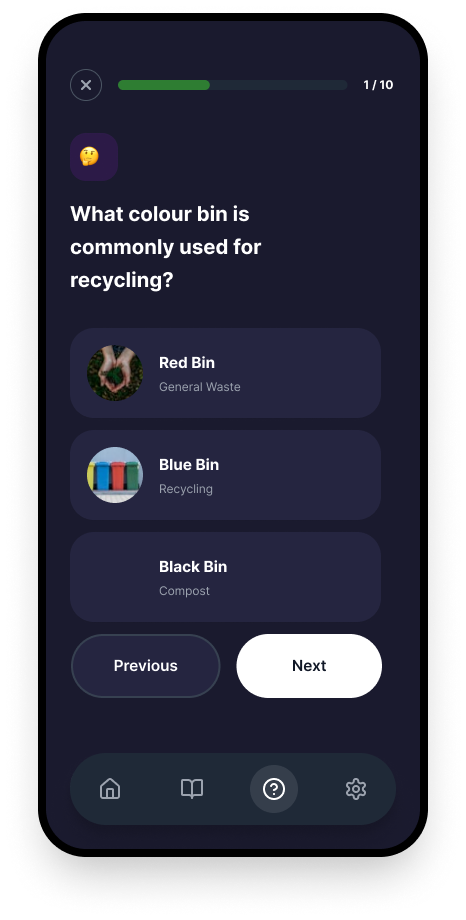 1 / 10
What colour bin is
commonly used for
recycling?
Red Bin
General Waste
Blue Bin
Recycling
Black Bin
Compost
Previous
Next